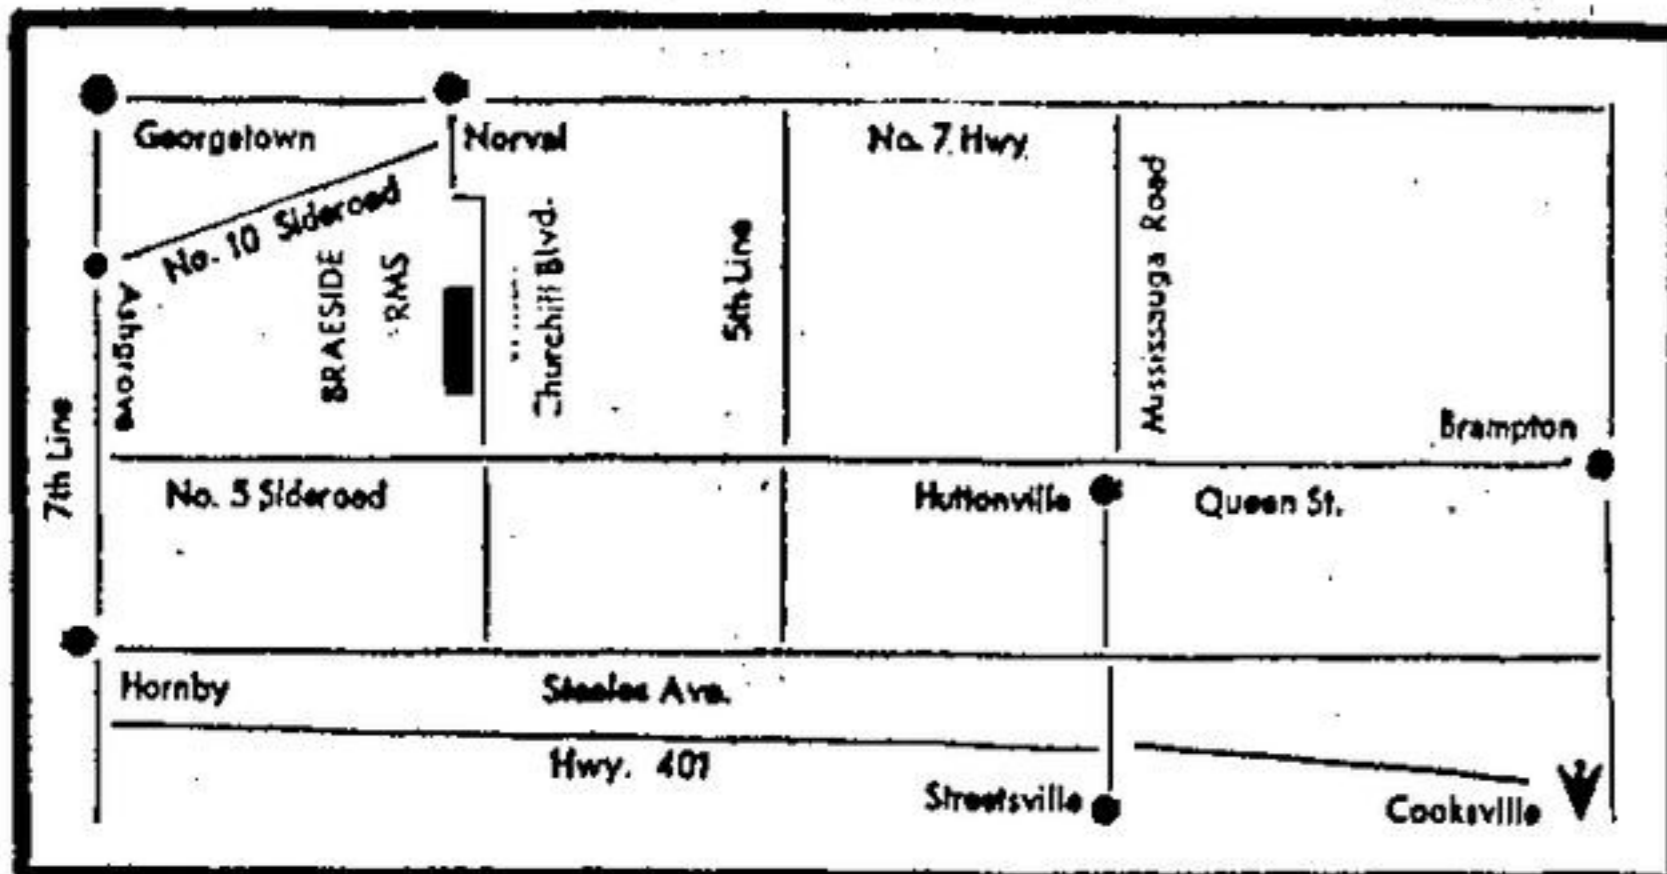 Georgetown
Norval
No. 7 Hwy
No. 10 Sideroad
Ashgrove
BRAESIDE
RMS
Churchill Blvd.
5th Line
Mississauga Road
7th Line
Brampton
No. 5 Sideroad
Huttonville
Queen St.
Hornby
Steeles Ave.
Hwy. 401
Streetsville
Cooksville